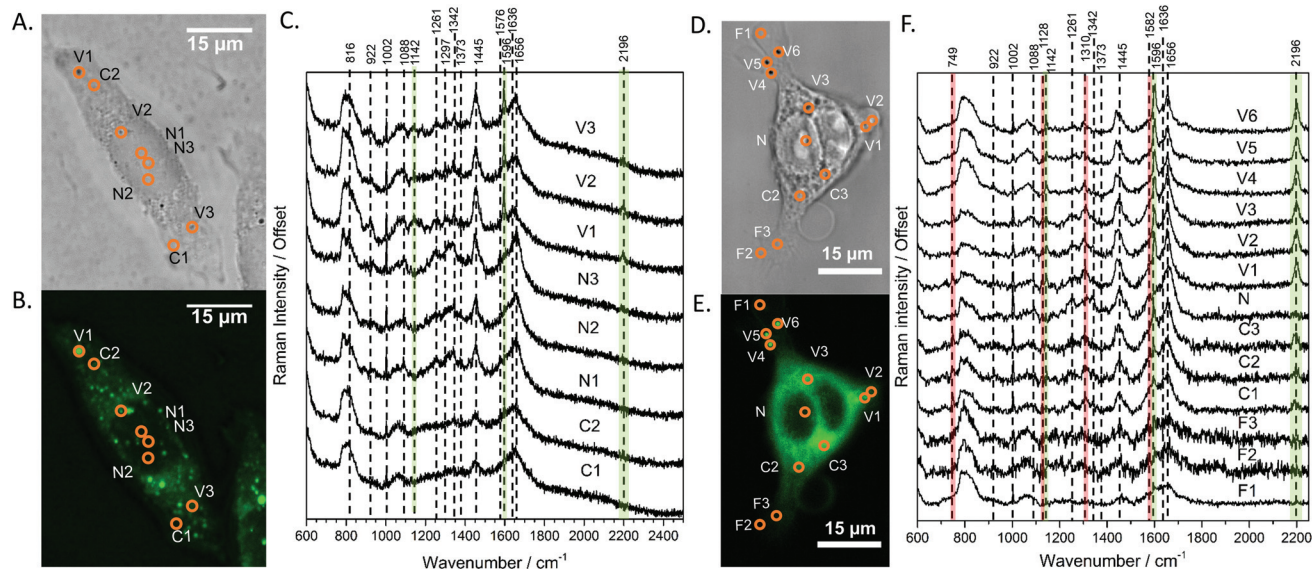 A.
15 µm
V1
C2
V2
N1
N3
N2
V3
C1
B.
15 µm
V1
C2
V2
N1
N3
N2
V3
C1
C.
816
922
1002
1088
1142
1261
1297
1342
1373
1445
1576
1596
1636
1656
2196
V3
V2
V1
N3
N2
N1
C2
C1
Raman Intensity / Offset
600 800 1000 1200 1400 1600 1800 2000 2200 2400
Wavenumber / cm-1
D.
F1
V6
V5
V4
V3
V2
V1
N
C2
C3
F3
F2
15 µm
E.
F1
V6
V5
V4
V3
V2
V1
N
C2
C3
F3
F2
15 µm
F.
749
922
1002
1088
1128
1142
1261
1310
1342
1373
1445
1582
1596
1636
1656
2196
V6
V5
V4
V3
V2
V1
N
C3
C2
C1
F3
F2
F1
Raman intensity / Offset
600 800 1000 1200 1400 1600 1800 2000 2200
Wavenumber / cm-1